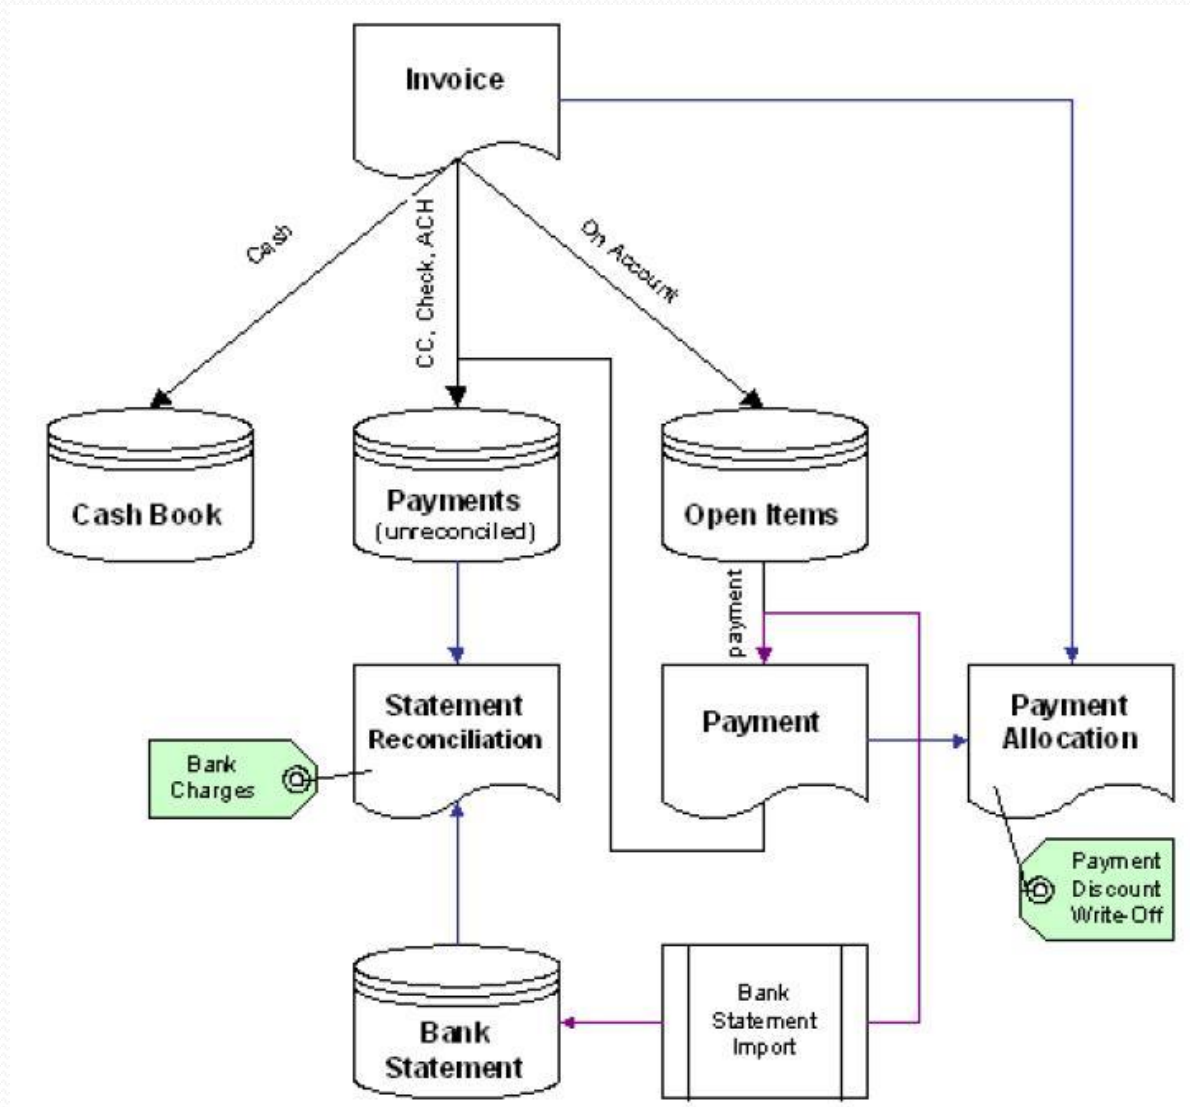 Invoice
Cash
CC, Check, ACH
On Account
Cash Book
Payments
(unreconciled)
Open Items
payment
Statement
Reconciliation
Payment
Payment
Allocation
Bank
Charges
Payment
Discount
Write-Off
Bank
Statement
Bank
Statement
Import